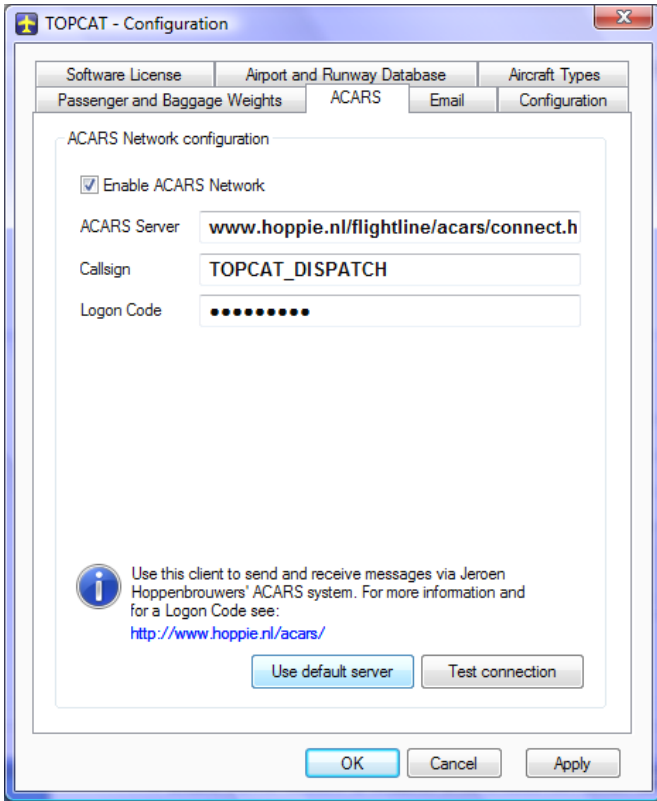 TOPCAT - Configuration
Software License
Airport and Runway Database
Aircraft Types
Passenger and Baggage Weights
ACARS
Email
Configuration
ACARS Network configuration
Enable ACARS Network
ACARS Server www.hoppie.nl/flightline/acars/connect.h
Callsign TOPCAT_DISPATCH
Logon Code •••••••••
Use this client to send and receive messages via Jeroen
Hoppenbrouwers' ACARS system. For more information and
for a Logon Code see:
http://www.hoppie.nl/acars/
Use default server
Test connection
OK
Cancel
Apply